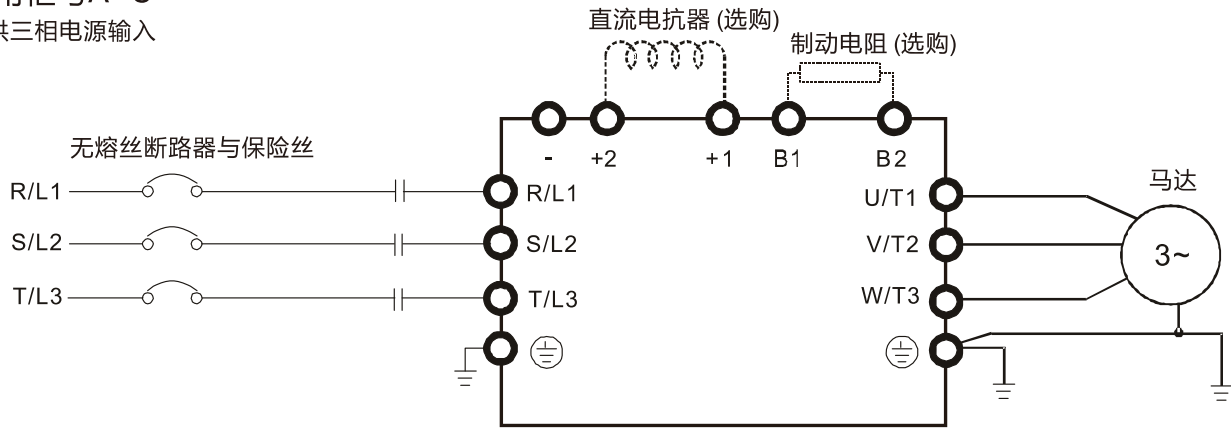 供三相电源输入
直流电抗器 (选购)
制动电阻 (选购)
无熔丝断路器与保险丝
- +2 +1 B1 B2
马达
R/L1 R/L1 U/T1
S/L2 S/L2 V/T2 3~
T/L3 T/L3 W/T3